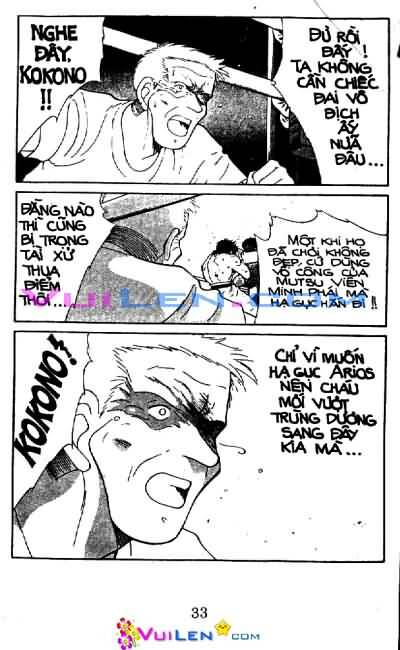 NGHE
ĐÂY,
KOKONO
!!
ĐỦ RỒI
ĐẤY !
TA KHÔNG
CẦN CHIẾC
ĐAI VÔ
ĐỊCH
ẤY
NỮA
ĐÂU...
ĐẰNG NÀO
THÌ CŨNG
BỊ TRỌNG
TÀI XỬ
THUA
ĐIỂM
THÔI...
MỘT KHI HỌ
ĐÃ CHƠI KHÔNG
ĐẸP, CỨ DÙNG
VÕ CÔNG CỦA
MUTSU VIÊN
MINH PHÁI MÀ
HẠ GỤC HẮN ĐI !!
VUILEN.COM
KOKONO!
CHỈ VÌ MUỐN
HẠ GỤC ARIOS
NÊN CHÁU
MỚI VƯỢT
TRÙNG DƯƠNG
SANG ĐÂY
KIA MÀ...
33
VUILEN.COM